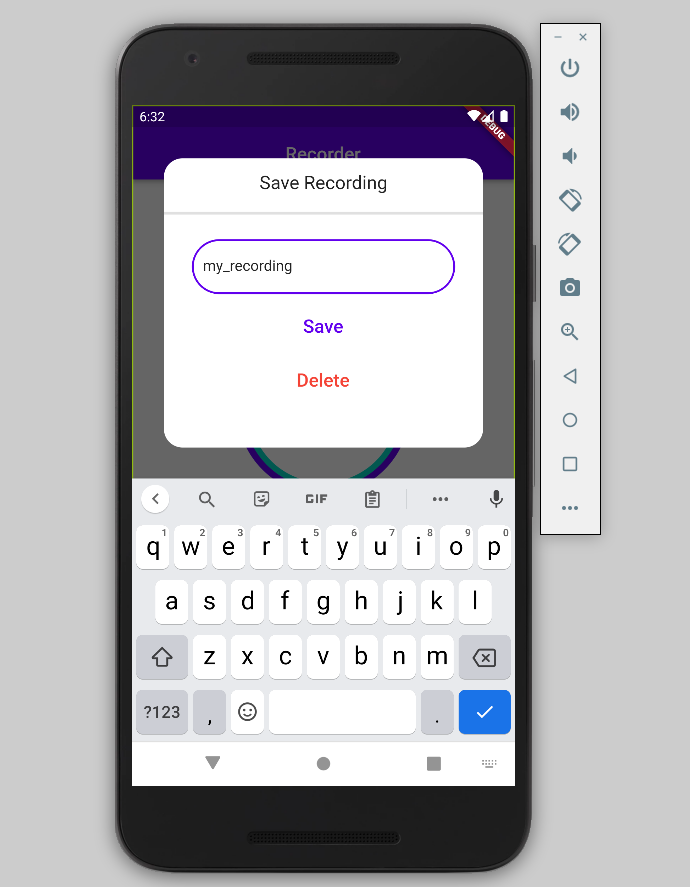 6:32
DEBUG
Recorder
Save Recording
my_recording
Save
Delete
GIF
1 2 3 4 5 6 7 8 9 0
q w e r t y u i o p
a s d f g h j k l
z x c v b n m
?123 , .